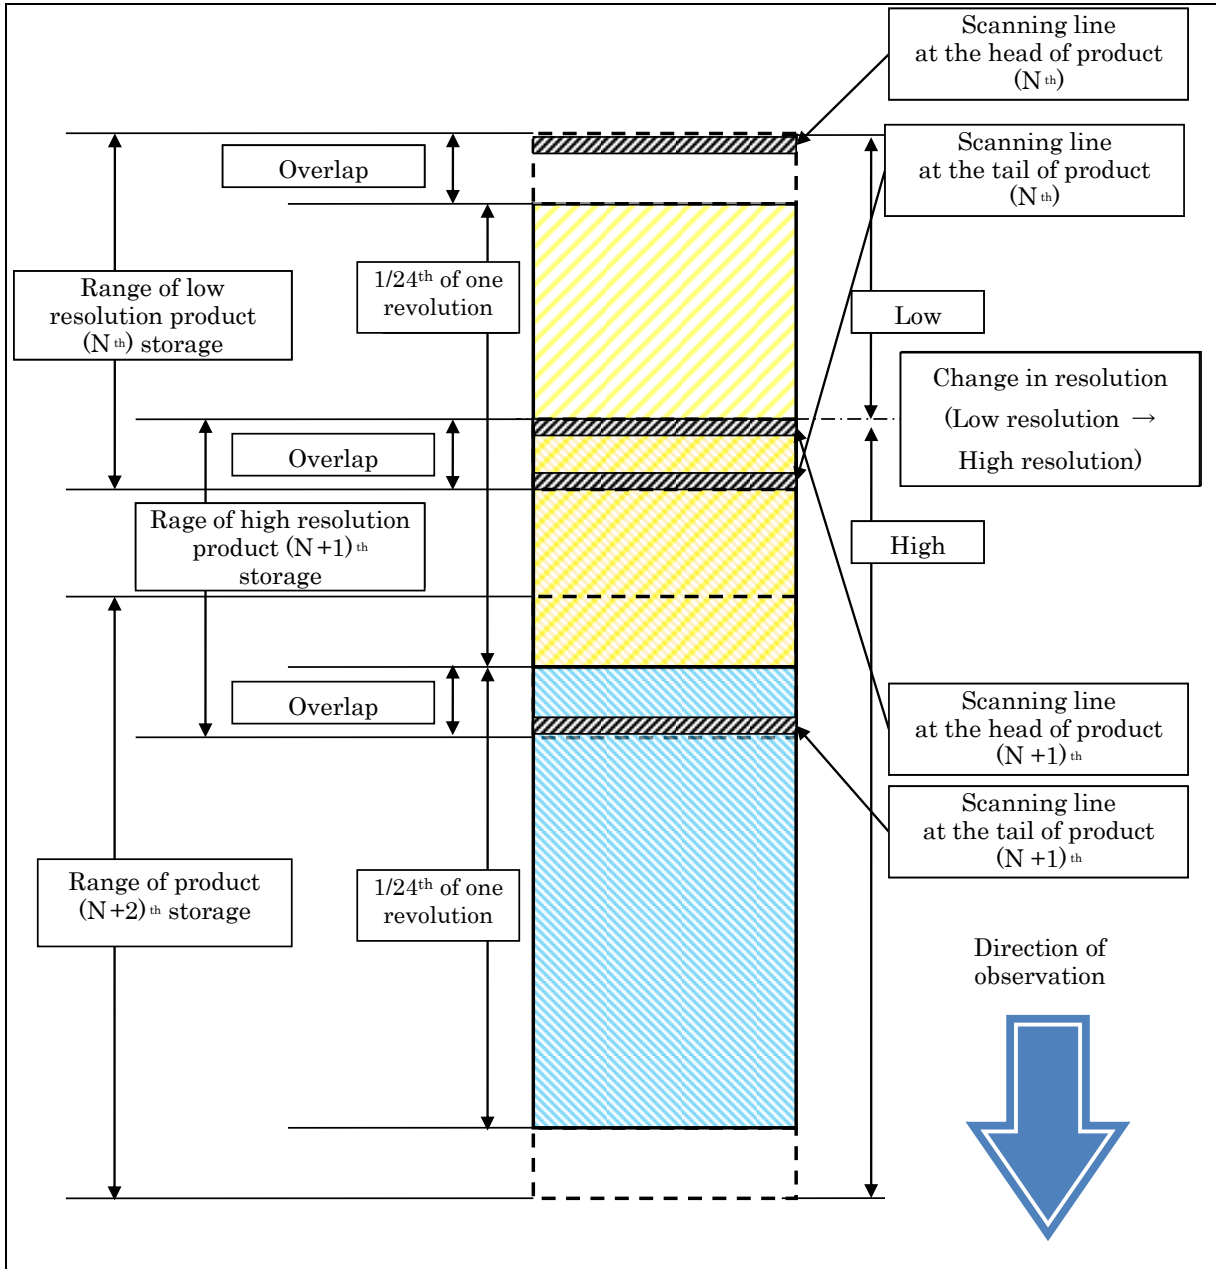 Scanning line
at the head of product
(N th)
Scanning line
at the tail of product
(N th)
Overlap
1/24th of one
revolution
Range of low
resolution product
(N th) storage
Low
Change in resolution
(Low resolution →
High resolution)
Overlap
Rage of high resolution
product (N+1) th
storage
High
Overlap
Scanning line
at the head of product
(N +1) th
Scanning line
at the tail of product
(N +1) th
Range of product
(N+2) th storage
1/24th of one
revolution
Direction of
observation